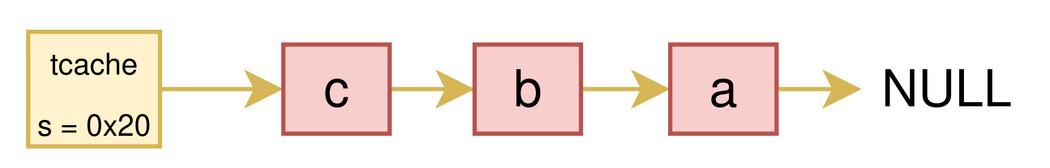 tcache
s = 0x20
c
b
a
NULL